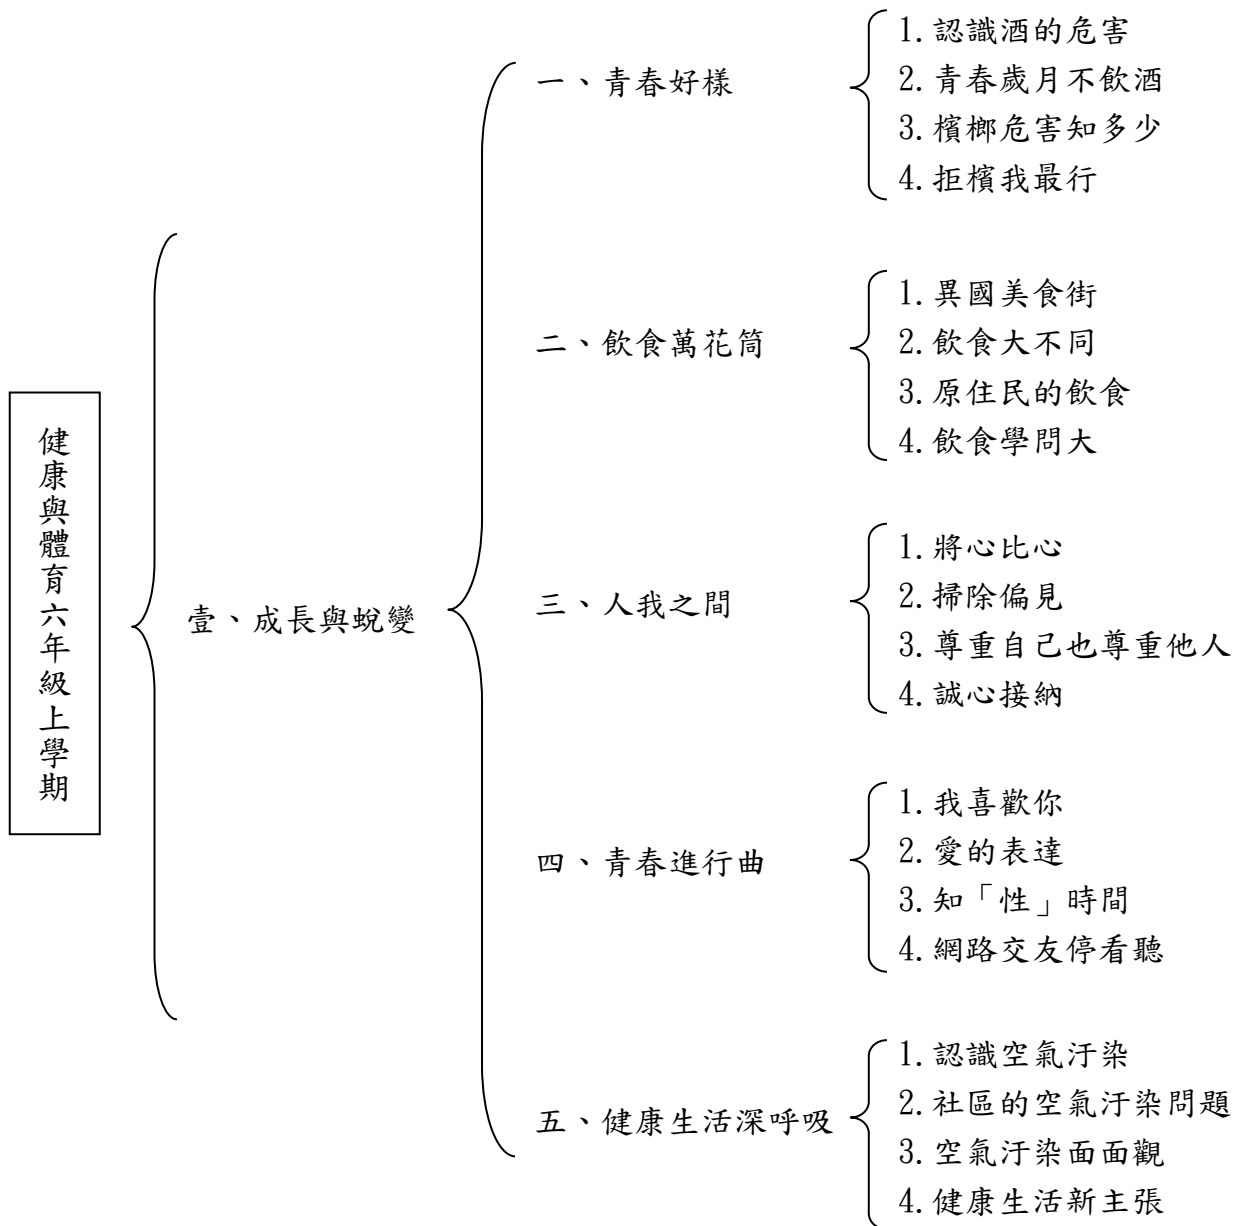 健康與體育六年級上學期
壹、成長與蛻變
一、青春好樣
1.認識酒的危害
2.青春歲月不飲酒
3.檳榔危害知多少
4.拒檳我最行
二、飲食萬花筒
1.異國美食街
2.飲食大不同
3.原住民的飲食
4.飲食學問大
三、人我之間
1.將心比心
2.掃除偏見
3.尊重自己也尊重他人
4.誠心接納
四、青春進行曲
1.我喜歡你
2.愛的表達
3.知「性」時間
4.網路交友停看聽
五、健康生活深呼吸
1.認識空氣汙染
2.社區的空氣汙染問題
3.空氣汙染面面觀
4.健康生活新主張